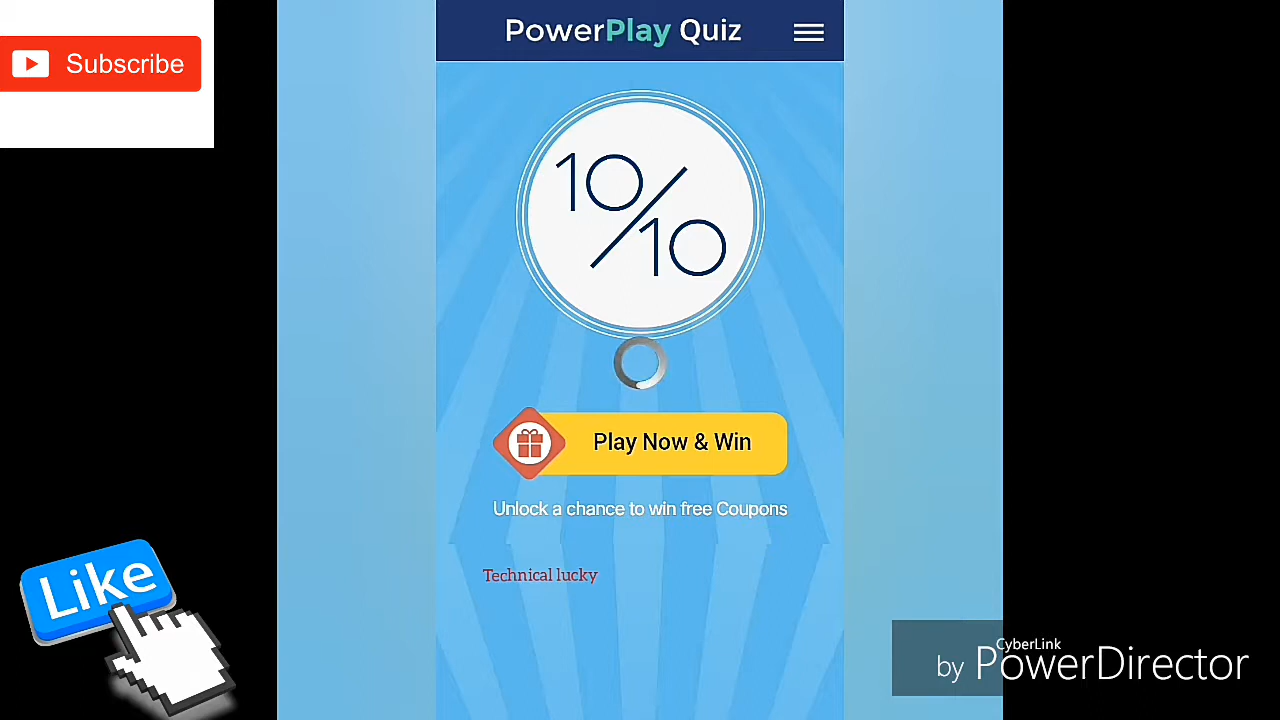 Subscribe
PowerPlay Quiz
10/10
Play Now & Win
Unlock a chance to win free Coupons
Technical lucky
Like
CyberLink
by PowerDirector